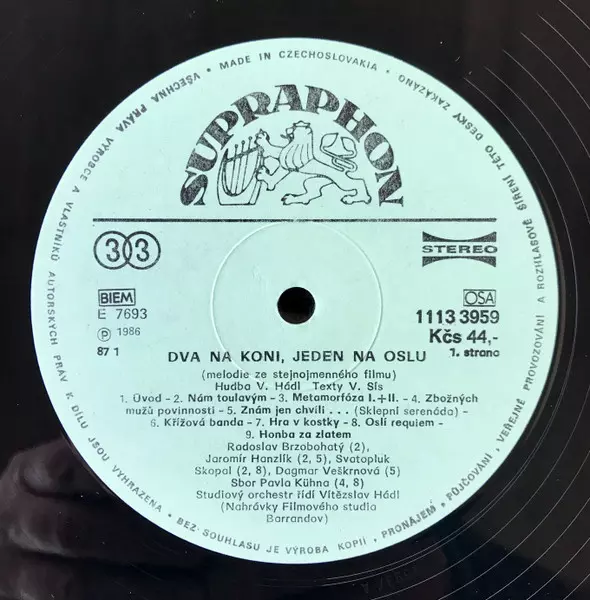 MADE IN CZECHOSLOVAKIA • VŠECHNA PRÁVA VÝROBCE A VLASTNÍKŮ AUTORSKÝCH PRÁV K DÍLU JSOU VYHRAZENA • BEZ SOUHLASU JE VÝROBA KOPIÍ, PRONÁJEM, PŮJČOVÁNÍ, VEŘEJNÉ PROVOZOVÁNÍ A ROZHLASOVÉ ŠÍŘENÍ TÉTO DESKY ZAKÁZÁNO
SUPRAPHON
33
STEREO
BIEM
OSA
E 7693
1113 3959
Ⓟ 1986
Kčs 44,-
87 1
1. strana
DVA NA KONI, JEDEN NA OSLU
(melodie ze stejnojmenného filmu)
Hudba V. Hádl Texty V. Sís
1. Úvod - 2. Nám toulavým - 3. Metamorfóza I.+II. - 4. Zbožných
mužů povinnosti - 5. Znám jen chvíli . . . (Sklepní serenáda) -
6. Křížová banda - 7. Hra v kostky - 8. Oslí requiem -
9. Honba za zlatem
Radoslav Brzobohatý (2),
Jaromír Hanzlík (2, 5), Svatopluk
Skopal (2, 8), Dagmar Veškrnová (5)
Sbor Pavla Kühna (4, 8)
Studiový orchestr řídí Vítězslav Hádl
(Nahrávky Filmového studia
Barrandov)